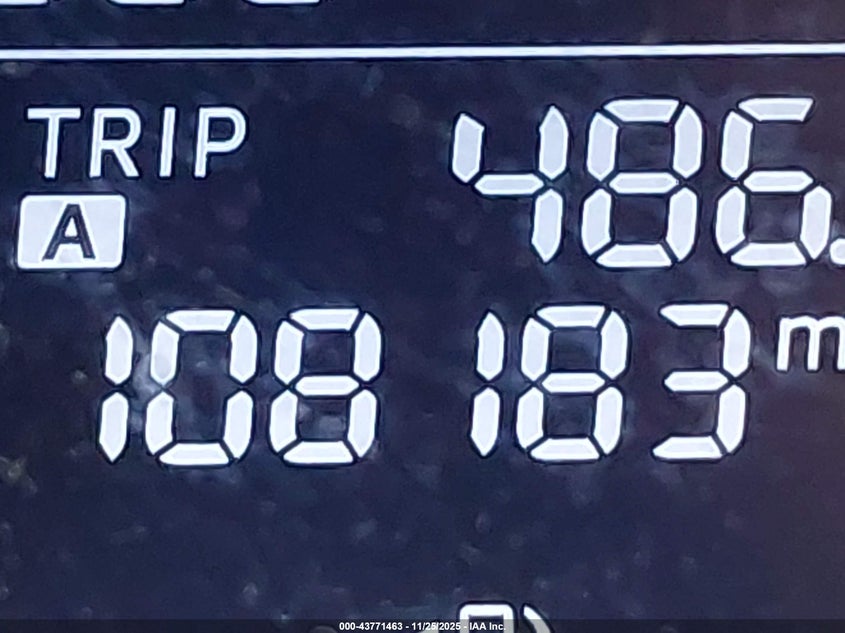 TRIP 486.
A
108 183 m
000-43771463 - 11/25/2025 - IAA Inc.